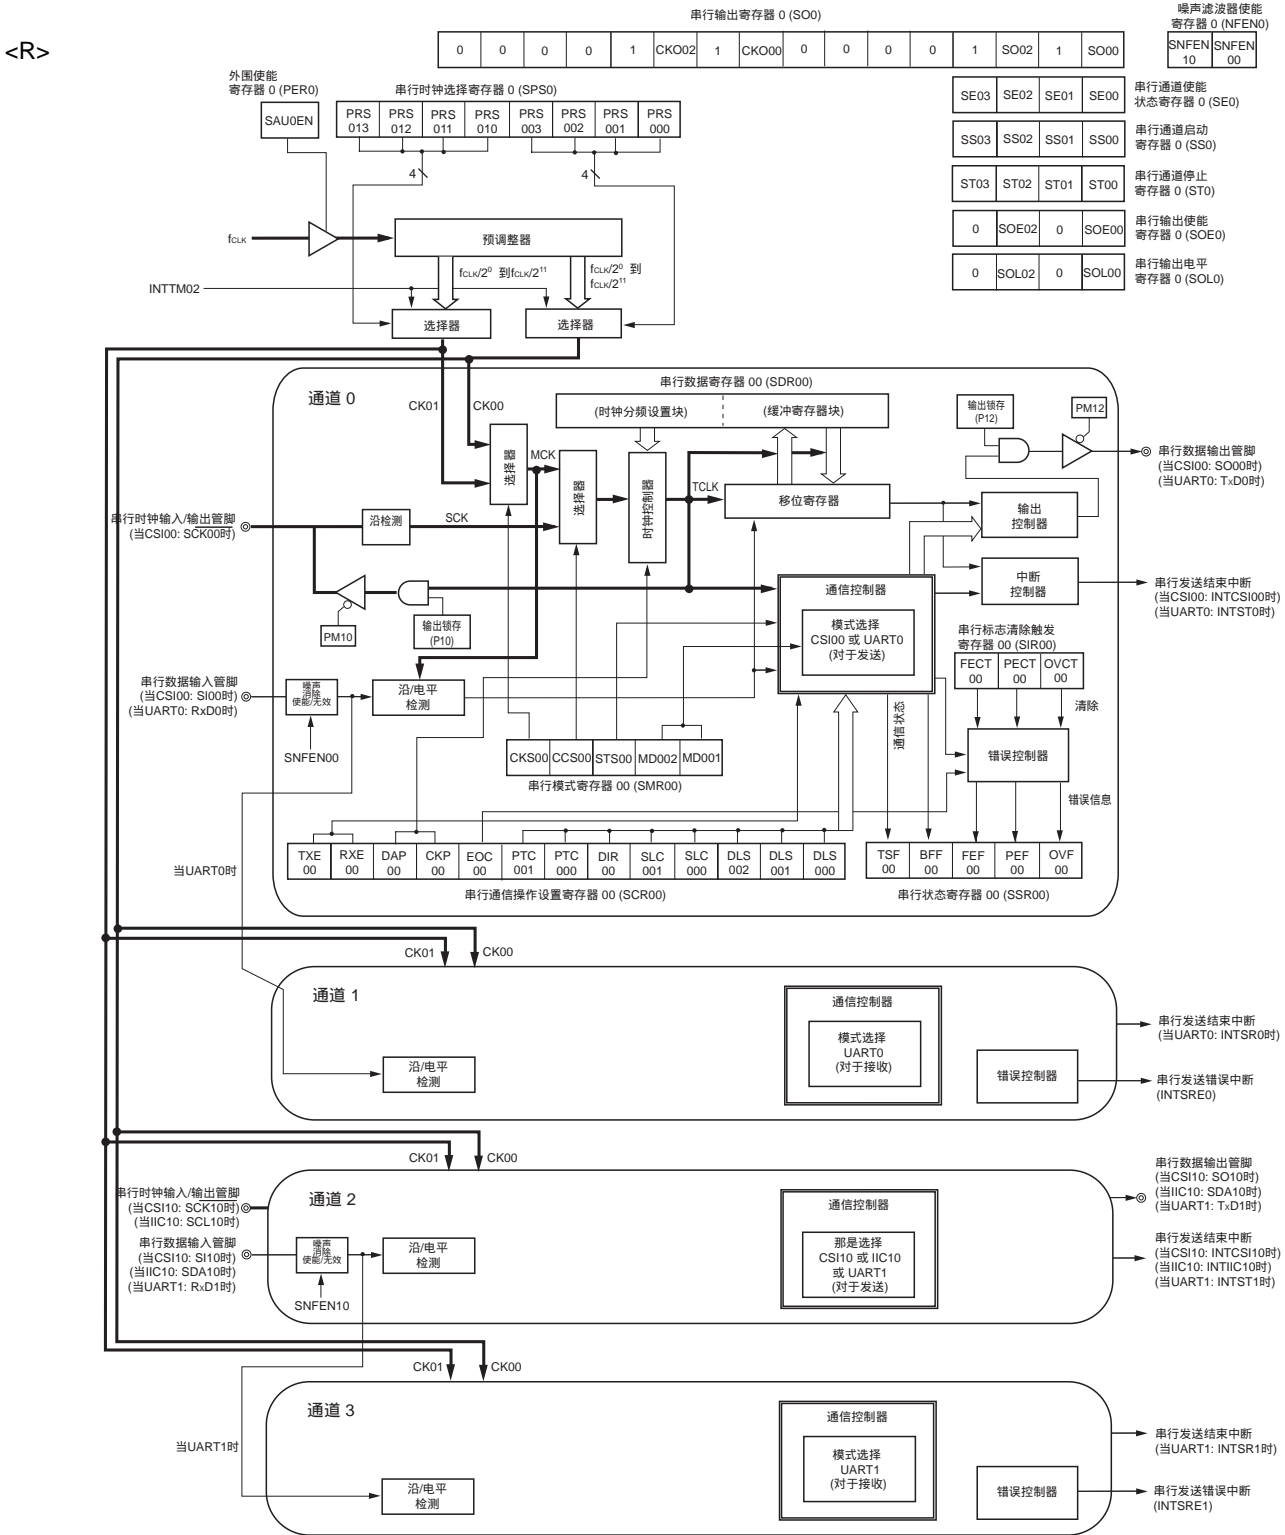 串行输出寄存器 0 (SO0)
噪声滤波器使能
寄存器 0 (NFEN0)
<R>
0 0 0 0 1 CKO02 1 CKO00 0 0 0 0 1 SO02 1 SO00
SNFEN 10 SNFEN 00
外围使能
寄存器 0 (PER0)
SAU0EN
串行时钟选择寄存器 0 (SPS0)
PRS 013 PRS 012 PRS 011 PRS 010 PRS 003 PRS 002 PRS 001 PRS 000
SE03 SE02 SE01 SE00
串行通道使能
状态寄存器 0 (SE0)
SS03 SS02 SS01 SS00
串行通道启动
寄存器 0 (SS0)
ST03 ST02 ST01 ST00
串行通道停止
寄存器 0 (ST0)
0 SOE02 0 SOE00
串行输出使能
寄存器 0 (SOE0)
0 SOL02 0 SOL00
串行输出电平
寄存器 0 (SOL0)
4
4
fCLK
预调整器
fCLK/2⁰ 到fCLK/2¹¹
fCLK/2⁰ 到
fCLK/2¹¹
INTTM02
选择器
选择器
通道 0
CK01
CK00
串行数据寄存器 00 (SDR00)
(时钟分频设置块)
(缓冲寄存器块)
输出锁存
(P12)
PM12
串行数据输出管脚
(当CSI00: SO00时)
(当UART0: TxD0时)
选择器
MCK
选择器
时钟控制器
TCLK
移位寄存器
输出
控制器
串行时钟输入/输出管脚
(当CSI00: SCK00时)
沿检测
SCK
中断
控制器
串行发送结束中断
(当CSI00: INTCSI00时)
(当UART0: INTST0时)
通信控制器
模式选择
CSI00 或 UART0
(对于发送)
PM10
输出锁存
(P10)
串行标志清除触发
寄存器 00 (SIR00)
FECT 00 PECT 00 OVCT 00
清除
串行数据输入管脚
(当CSI00: SI00时)
(当UART0: RxD0时)
噪声
消除
使能/无效
沿/电平
检测
SNFEN00
通信状态
错误控制器
CKS00 CCS00 STS00 MD002 MD001
串行模式寄存器 00 (SMR00)
错误信息
当UART0时
TXE 00 RXE 00 DAP 00 CKP 00 EOC 00 PTC 001 PTC 000 DIR 00 SLC 001 SLC 000 DLS 002 DLS 001 DLS 000
串行通信操作设置寄存器 00 (SCR00)
TSF 00 BFF 00 FEF 00 PEF 00 OVF 00
串行状态寄存器 00 (SSR00)
CK01
CK00
通道 1
通信控制器
模式选择
UART0
(对于接收)
沿/电平
检测
错误控制器
串行发送结束中断
(当UART0: INTSR0时)
串行发送错误中断
(INTSRE0)
CK01
CK00
通道 2
串行时钟输入/输出管脚
(当CSI10: SCK10时)
(当IIC10: SCL10时)
串行数据输入管脚
(当CSI10: SI10时)
(当IIC10: SDA10时)
(当UART1: RxD1时)
噪声
消除
使能/无效
SNFEN10
沿/电平
检测
通信控制器
那是选择
CSI10 或 IIC10
或 UART1
(对于发送)
串行数据输出管脚
(当CSI10: SO10时)
(当IIC10: SDA10时)
(当UART1: TxD1时)
串行发送结束中断
(当CSI10: INTCSI10时)
(当IIC10: INTIIC10时)
(当UART1: INTST1时)
CK01
CK00
通道 3
当UART1时
沿/电平
检测
通信控制器
模式选择
UART1
(对于接收)
错误控制器
串行发送结束中断
(当UART1: INTSR1时)
串行发送错误中断
(INTSRE1)